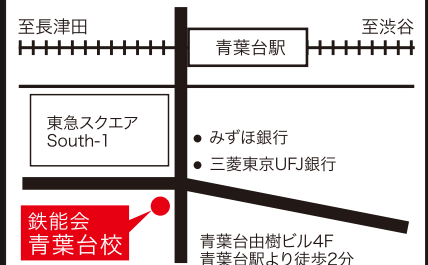 至長津田
至渋谷
青葉台駅
東急スクエア
South-1
みずほ銀行
三菱東京UFJ銀行
鉄能会
青葉台校
青葉台由樹ビル4F
青葉台駅より徒歩2分